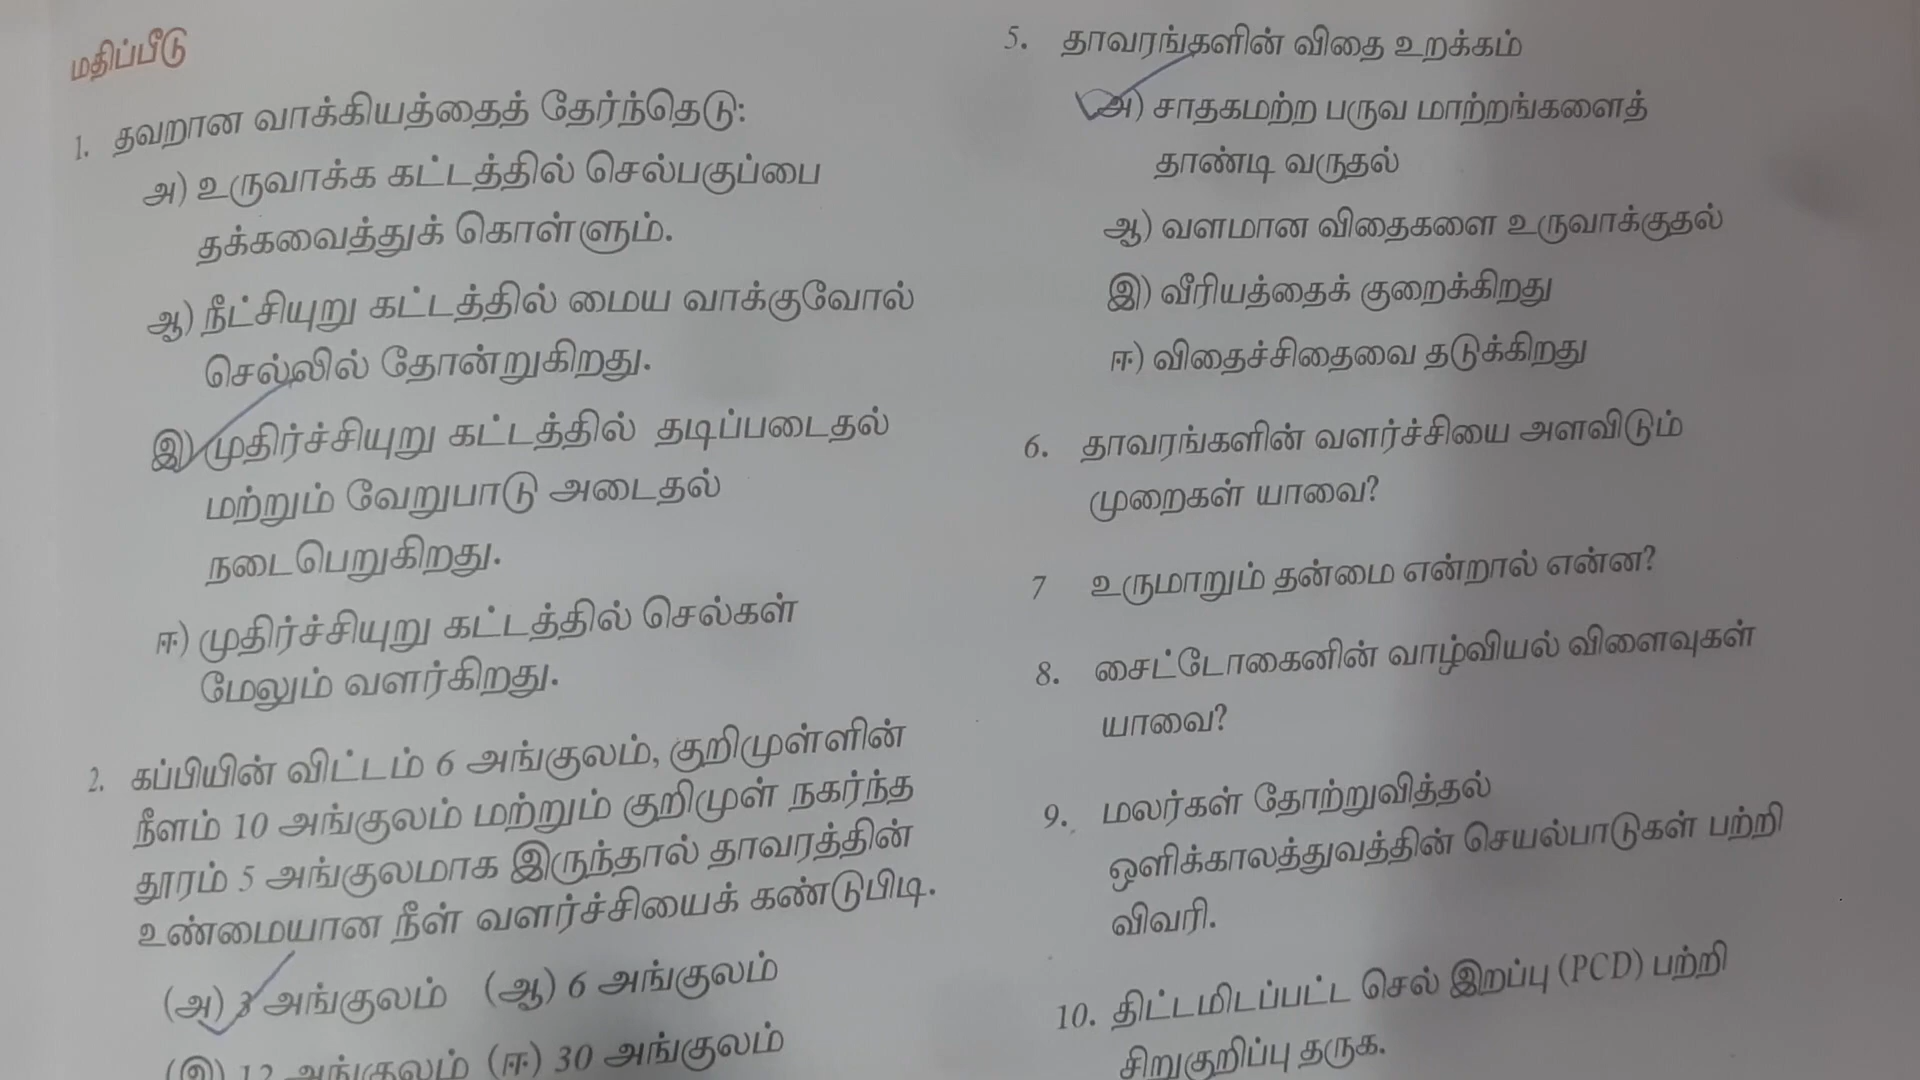 மதிப்பீடு
1. தவறான வாக்கியத்தைத் தேர்ந்தெடு:
அ) உருவாக்க கட்டத்தில் செல்பகுப்பை
தக்கவைத்துக் கொள்ளும்.
ஆ) நீட்சியுறு கட்டத்தில் மைய வாக்குவோல்
செல்லில் தோன்றுகிறது.
இ) முதிர்ச்சியுறு கட்டத்தில் தடிப்படைதல்
மற்றும் வேறுபாடு அடைதல்
நடைபெறுகிறது.
ஈ) முதிர்ச்சியுறு கட்டத்தில் செல்கள்
மேலும் வளர்கிறது.
2. கப்பியின் விட்டம் 6 அங்குலம், குறிமுள்ளின்
நீளம் 10 அங்குலம் மற்றும் குறிமுள் நகர்ந்த
தூரம் 5 அங்குலமாக இருந்தால் தாவரத்தின்
உண்மையான நீள் வளர்ச்சியைக் கண்டுபிடி.
(அ) 3 அங்குலம் (ஆ) 6 அங்குலம்
(இ) 12 அங்குலம் (ஈ) 30 அங்குலம்
5. தாவரங்களின் விதை உறக்கம்
அ) சாதகமற்ற பருவ மாற்றங்களைத்
தாண்டி வருதல்
ஆ) வளமான விதைகளை உருவாக்குதல்
இ) வீரியத்தைக் குறைக்கிறது
ஈ) விதைச்சிதைவை தடுக்கிறது
6. தாவரங்களின் வளர்ச்சியை அளவிடும்
முறைகள் யாவை?
7 உருமாறும் தன்மை என்றால் என்ன?
8. சைட்டோகைனின் வாழ்வியல் விளைவுகள்
யாவை?
9. மலர்கள் தோற்றுவித்தல்
ஒளிக்காலத்துவத்தின் செயல்பாடுகள் பற்றி
விவரி.
10. திட்டமிடப்பட்ட செல் இறப்பு (PCD) பற்றி
சிறுகுறிப்பு தருக.